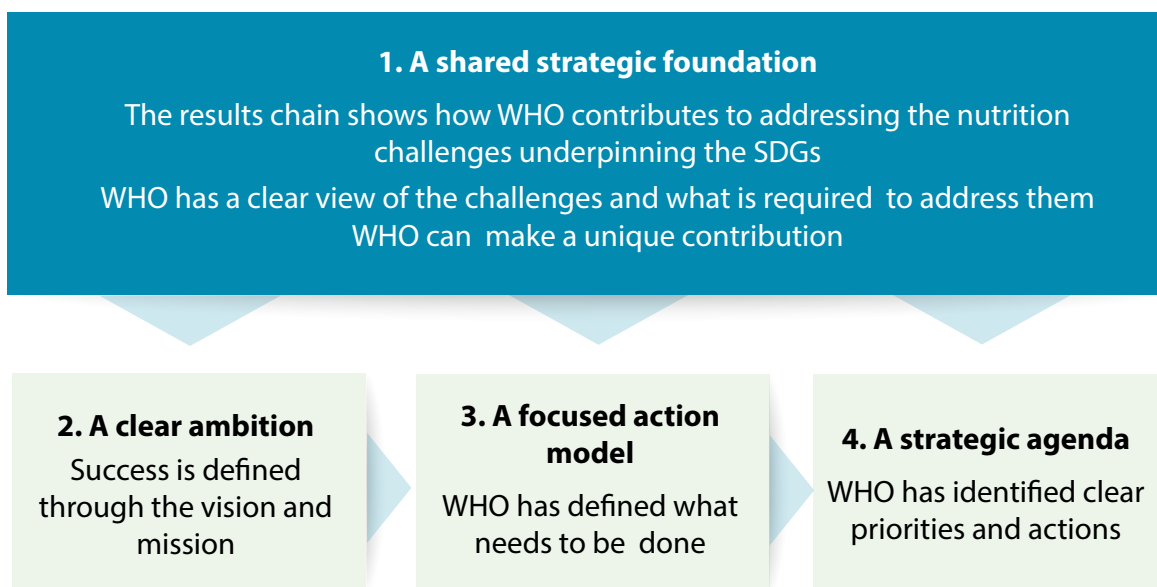 1. A shared strategic foundation
The results chain shows how WHO contributes to addressing the nutrition
challenges underpinning the SDGs
WHO has a clear view of the challenges and what is required to address them
WHO can make a unique contribution
2. A clear ambition
Success is defined
through the vision and
mission
3. A focused action
model
WHO has defined what
needs to be done
4. A strategic agenda
WHO has identified clear
priorities and actions